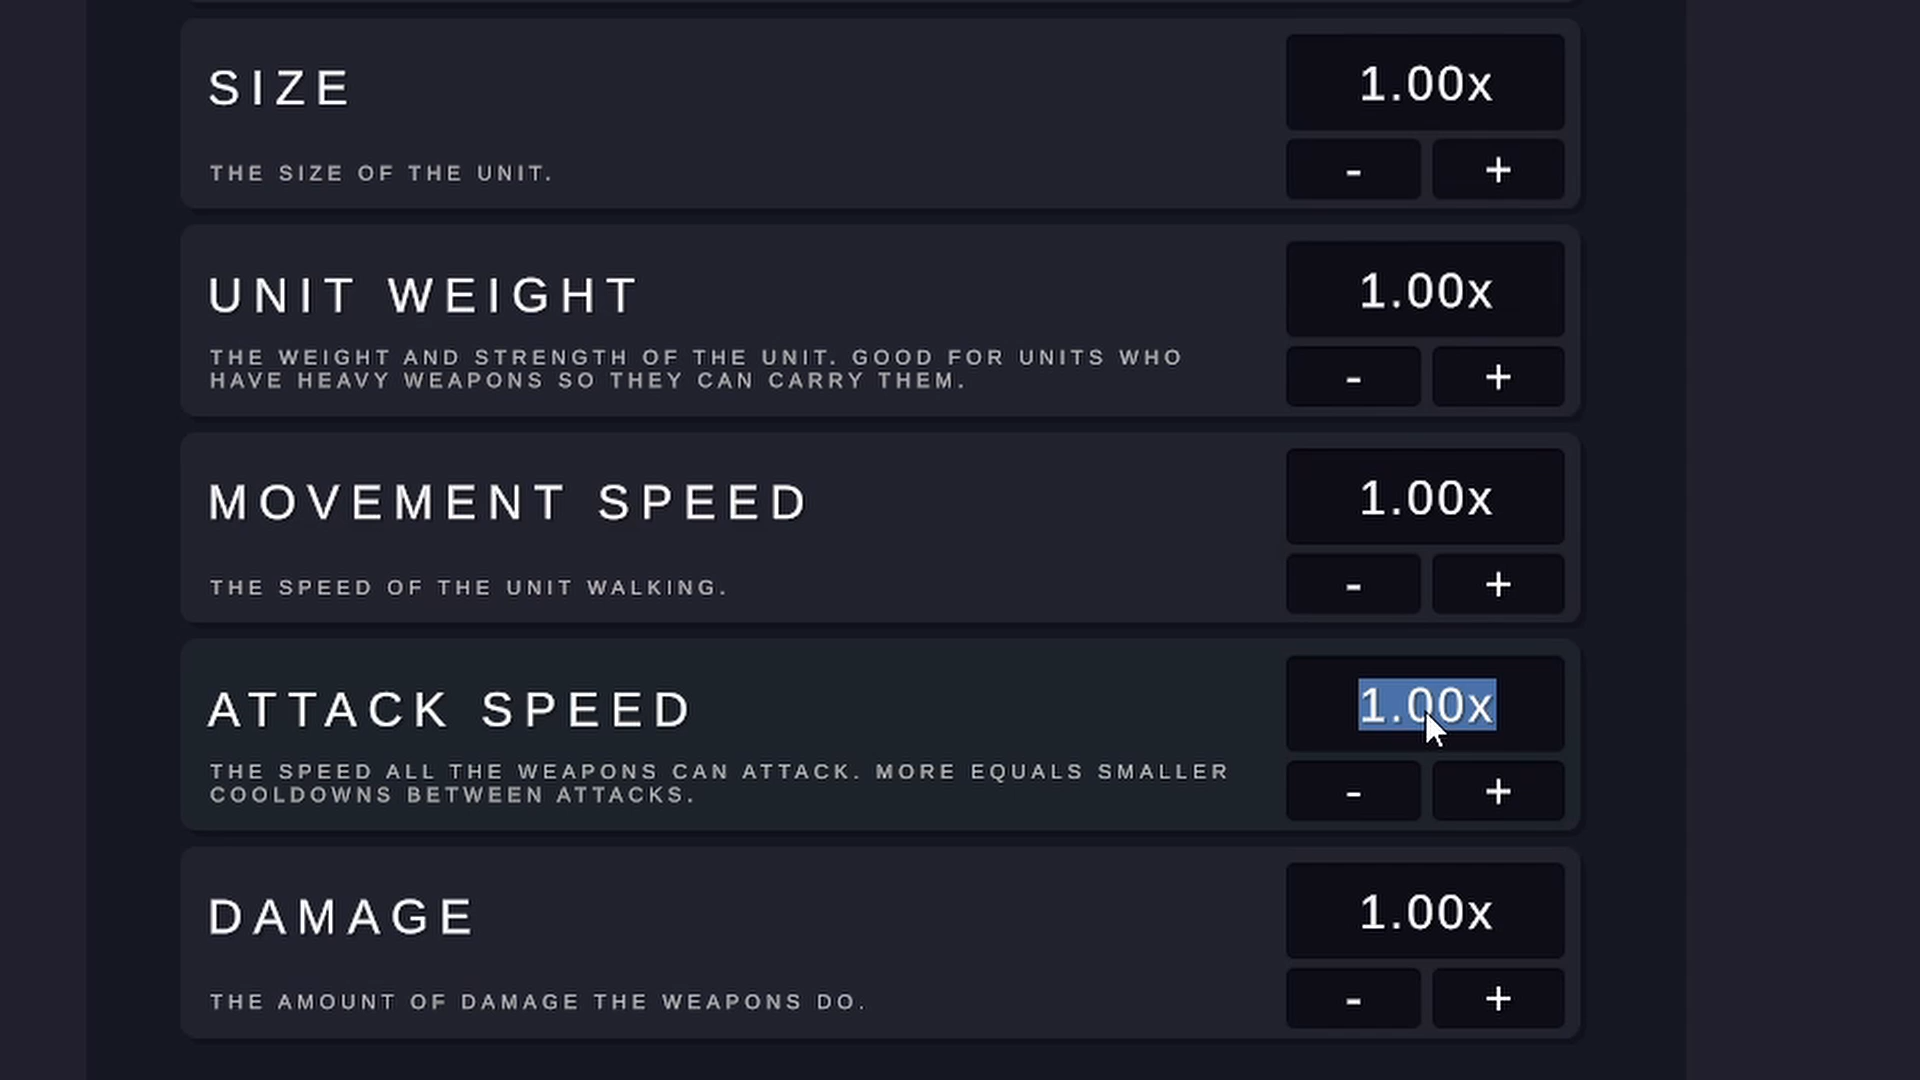 SIZE
1.00x
THE SIZE OF THE UNIT.
- +
UNIT WEIGHT
1.00x
THE WEIGHT AND STRENGTH OF THE UNIT. GOOD FOR UNITS WHO
HAVE HEAVY WEAPONS SO THEY CAN CARRY THEM.
- +
MOVEMENT SPEED
1.00x
THE SPEED OF THE UNIT WALKING.
- +
ATTACK SPEED
1.00x
THE SPEED ALL THE WEAPONS CAN ATTACK. MORE EQUALS SMALLER
COOLDOWNS BETWEEN ATTACKS.
- +
DAMAGE
1.00x
THE AMOUNT OF DAMAGE THE WEAPONS DO.
- +